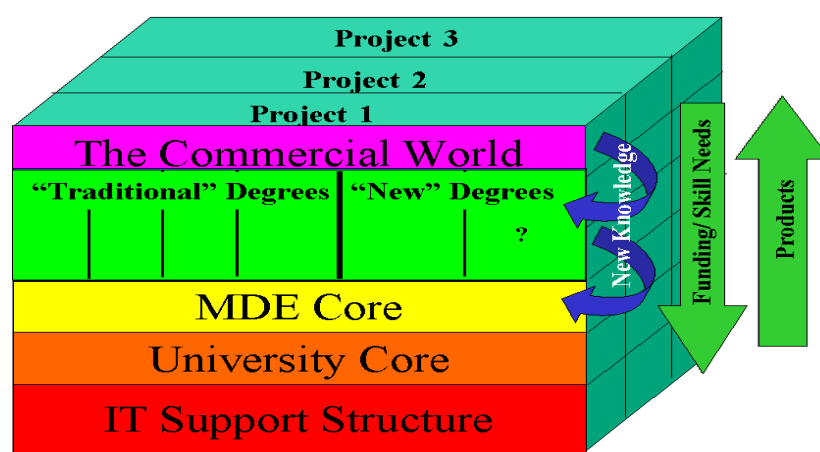 Project 3
Project 2
Project 1
The Commercial World
“Traditional” Degrees
“New” Degrees
?
MDE Core
University Core
IT Support Structure
New Knowledge
Funding/ Skill Needs
Products